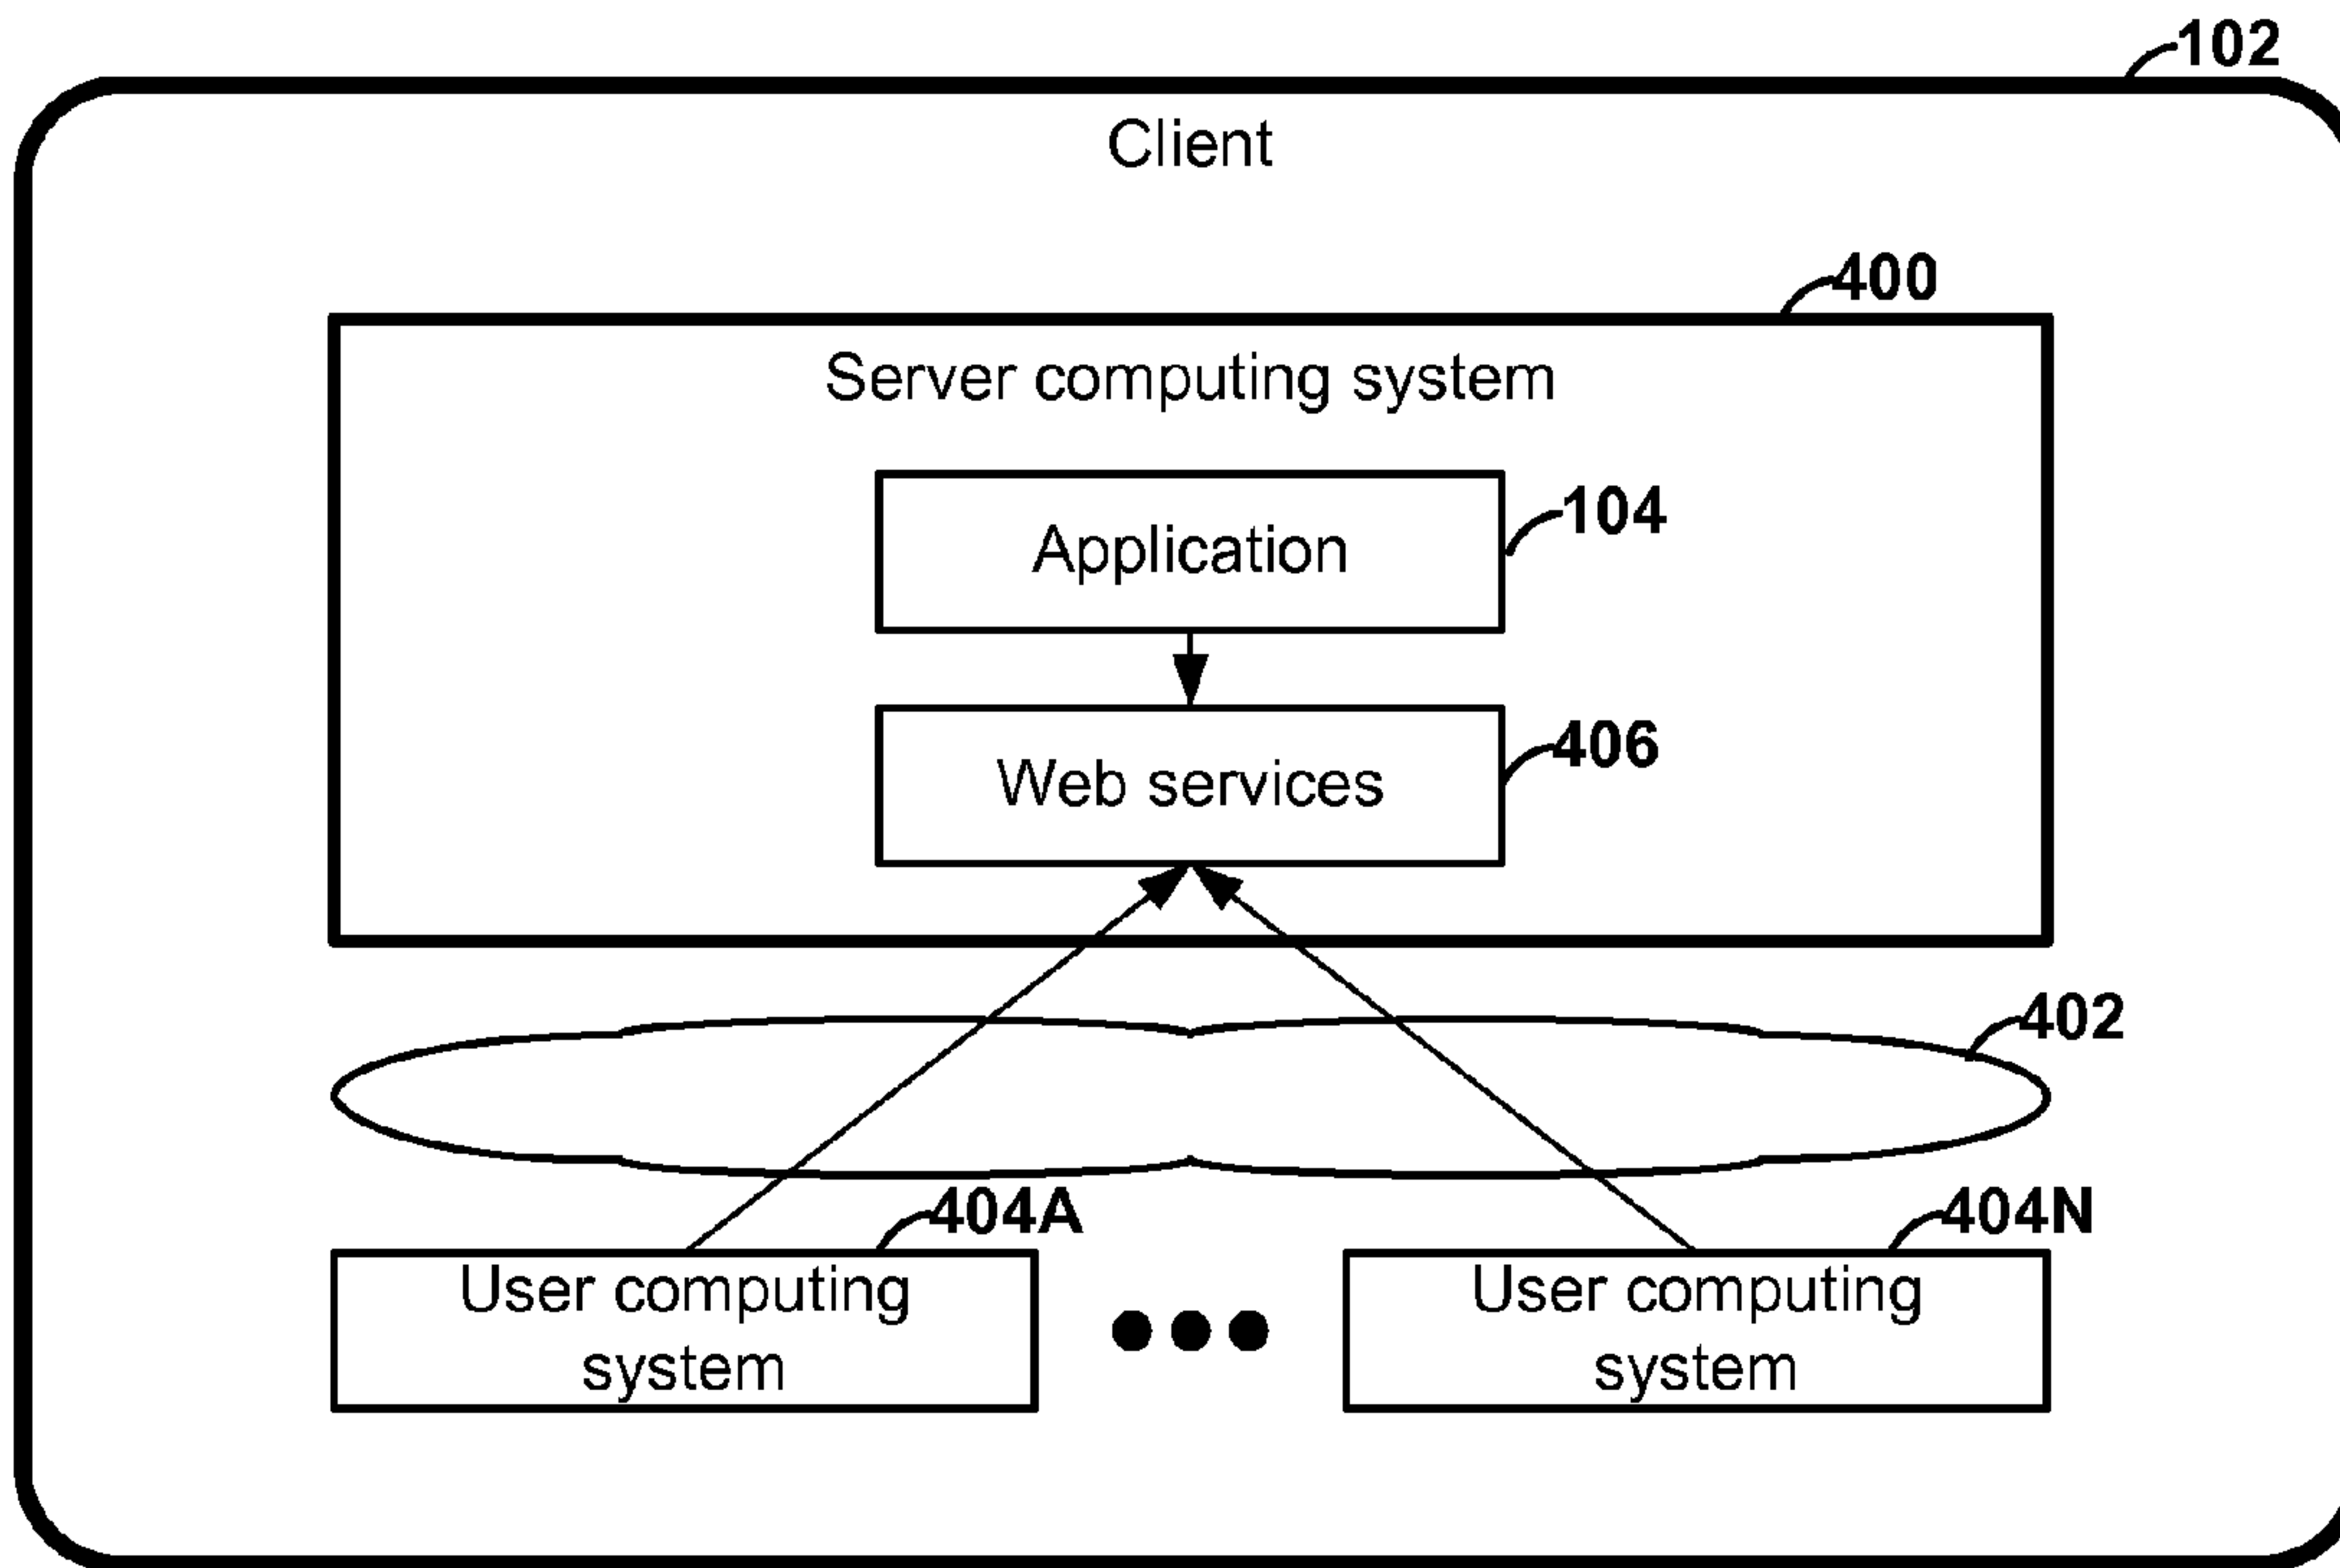 102
Client
400
Server computing system
104
Application
406
Web services
402
404A
404N
User computing
system
User computing
system